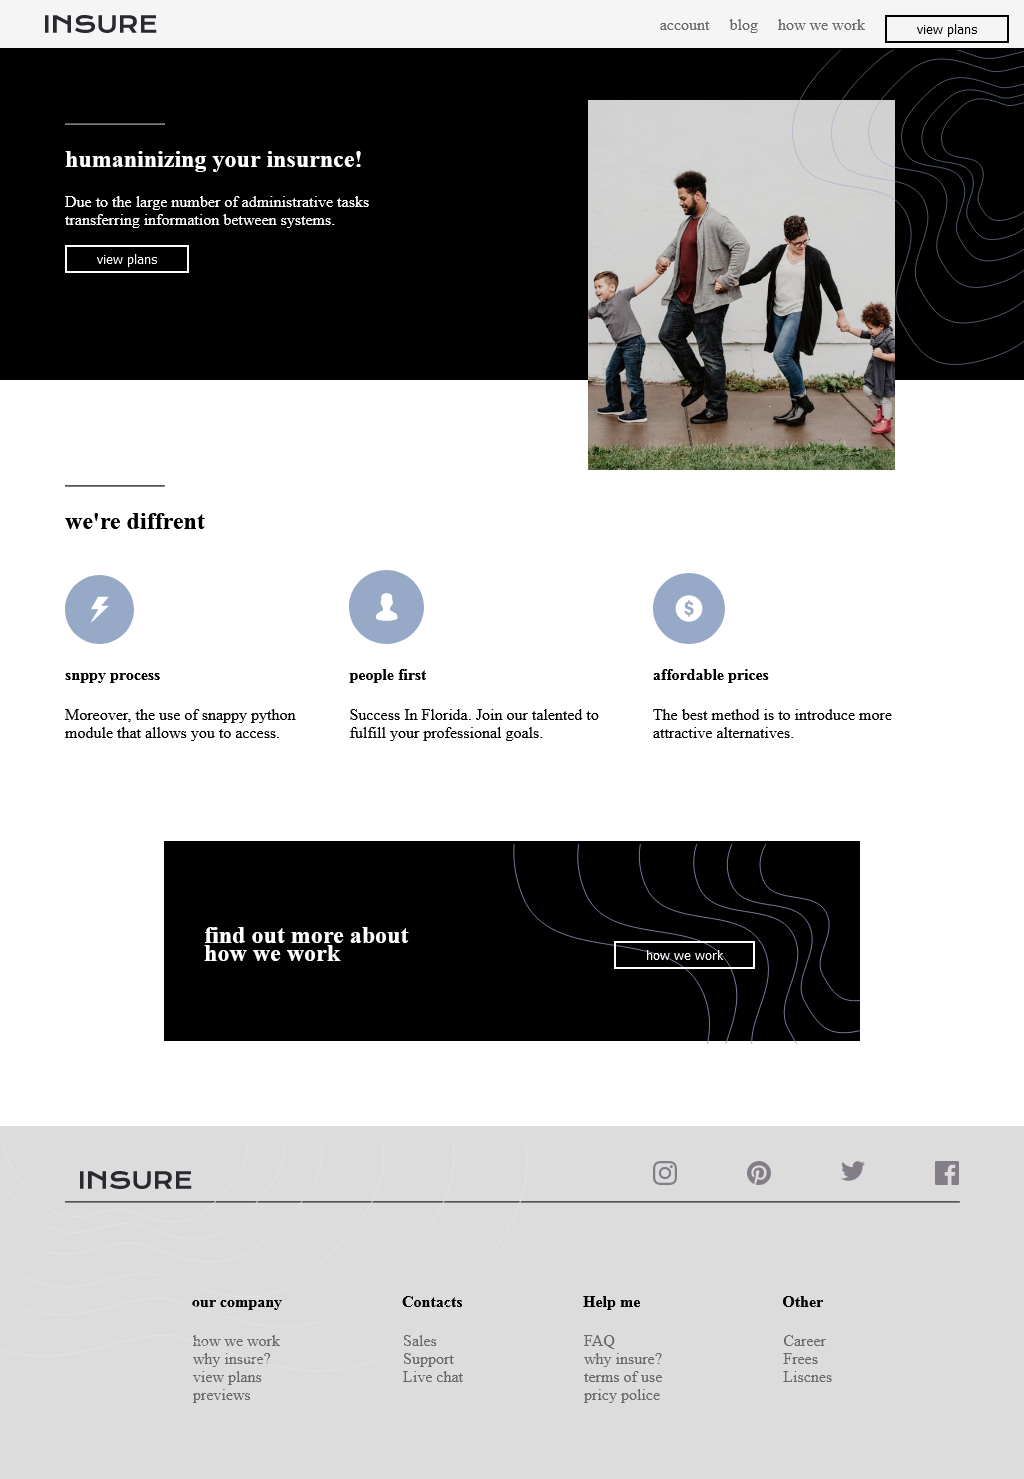 INSURE
account blog how we work view plans
humaninizing your insurnce!
Due to the large number of administrative tasks
transferring information between systems.
view plans
we're diffrent
snppy process
Moreover, the use of snappy python
module that allows you to access.
people first
Success In Florida. Join our talented to
fulfill your professional goals.
affordable prices
The best method is to introduce more
attractive alternatives.
find out more about
how we work
how we work
INSURE
our company
how we work
why insure?
view plans
previews
Contacts
Sales
Support
Live chat
Help me
FAQ
why insure?
terms of use
pricy police
Other
Career
Frees
Liscnes